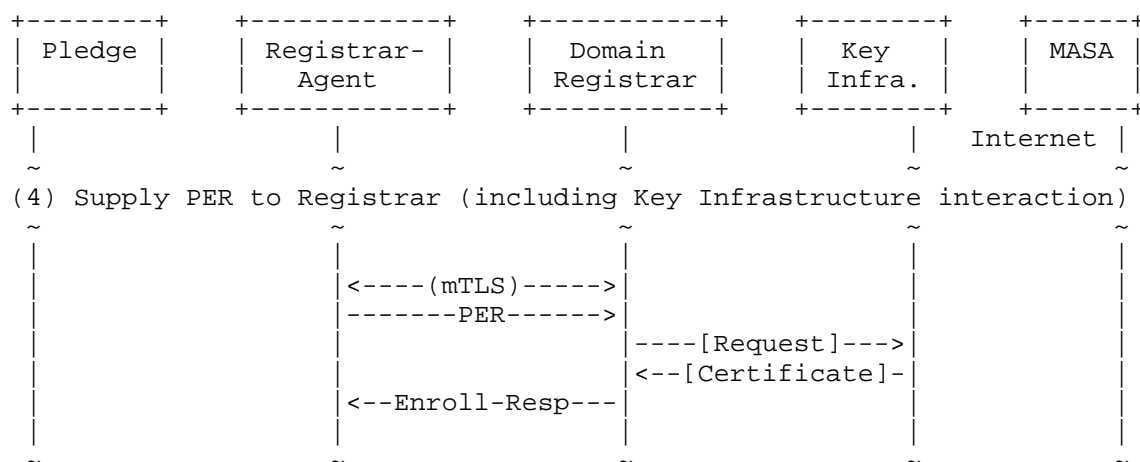 +--------+ +------------+ +-----------+ +--------+ +------+
| Pledge | | Registrar- | | Domain | | Key | | MASA |
| | | Agent | | Registrar | | Infra. | | |
+--------+ +------------+ +-----------+ +--------+ +------+
| | | | Internet |
~ ~ ~ ~ ~
(4) Supply PER to Registrar (including Key Infrastructure interaction)
~ ~ ~ ~ ~
| | | | |
| |<----(mTLS)----->| | |
| |-------PER------>| | |
| | |----[Request]--->| |
| | |<--[Certificate]-| |
| |<--Enroll-Resp---| | |
| | | | |
~ ~ ~ ~ ~